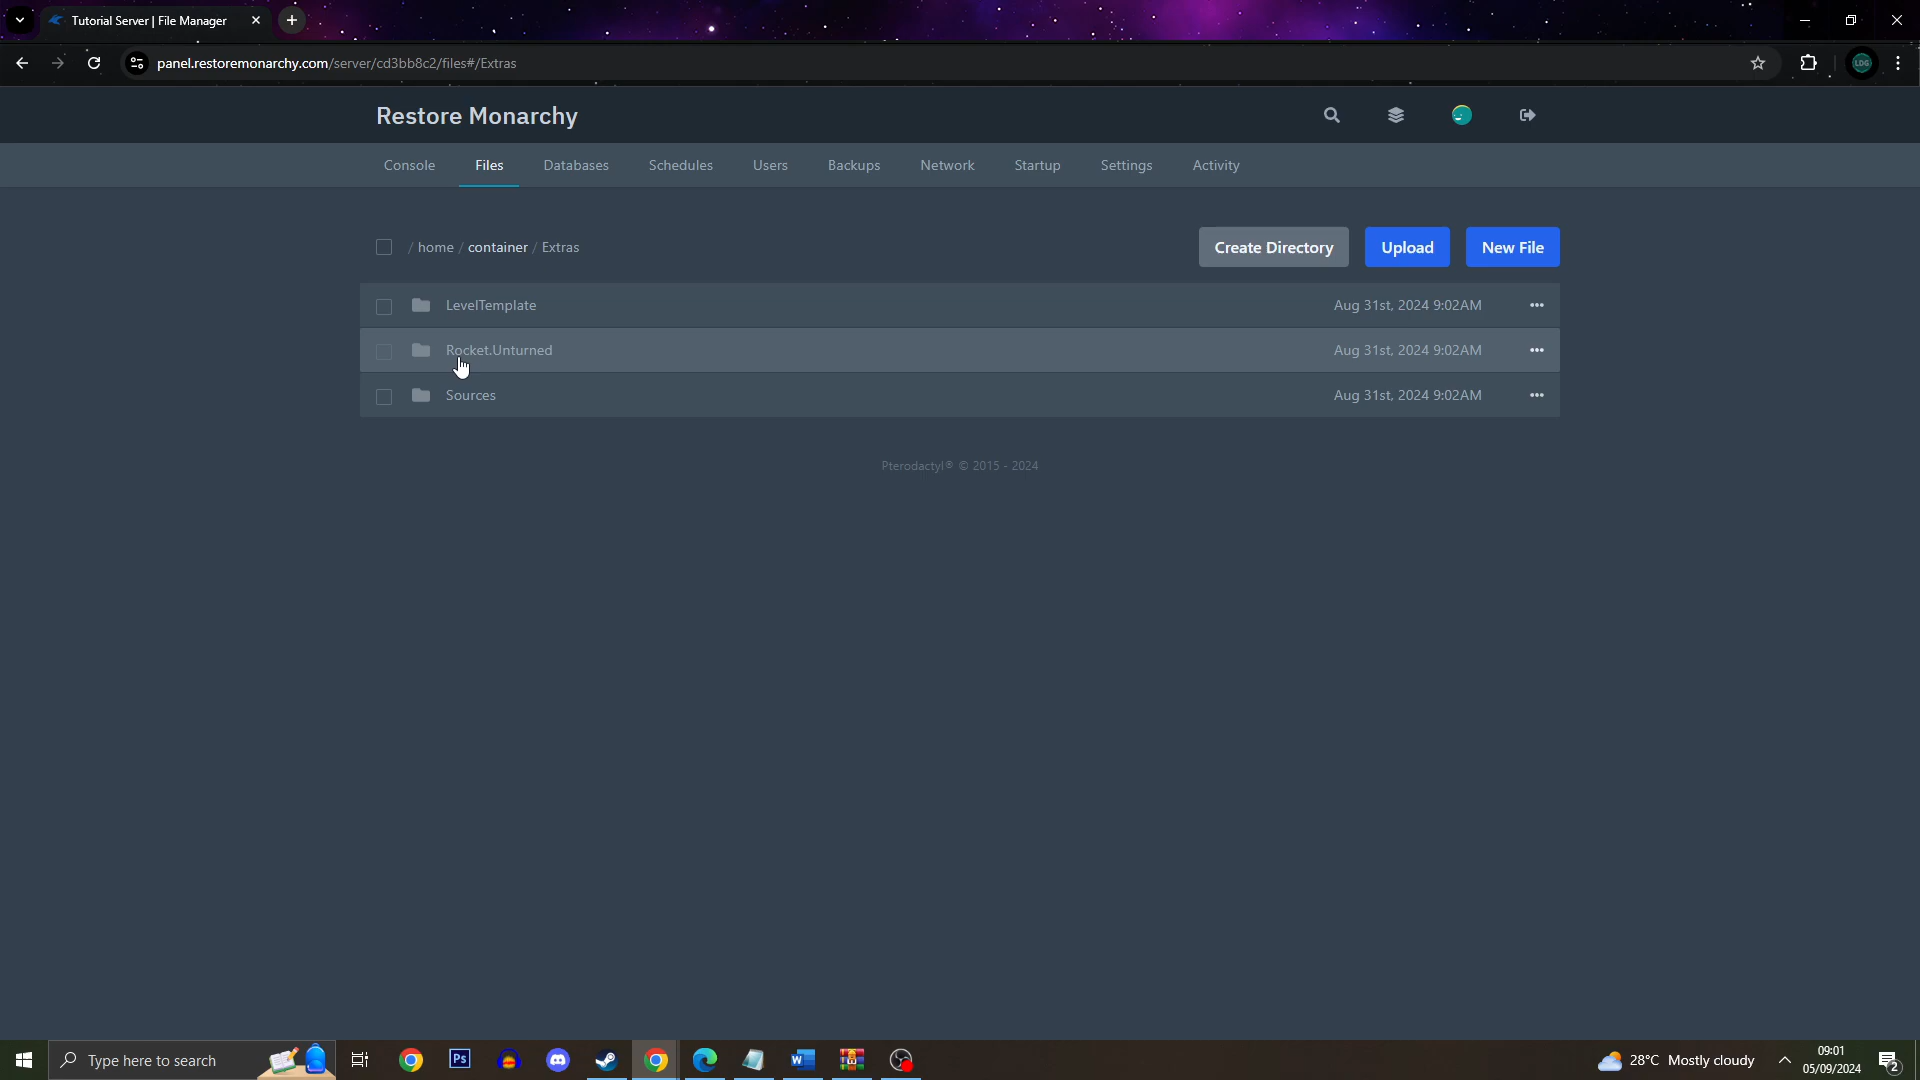 Tutorial Server | File Manager
panel.restoremonarchy.com/server/cd3bb8c2/files#/Extras
LDG
Restore Monarchy
Console Files Databases Schedules Users Backups Network Startup Settings Activity
/ home / container / Extras
Create Directory Upload New File
LevelTemplate Aug 31st, 2024 9:02AM
Rocket.Unturned Aug 31st, 2024 9:02AM
Sources Aug 31st, 2024 9:02AM
Pterodactyl® © 2015 - 2024
Type here to search
Ps
W
28°C Mostly cloudy
09:01
05/09/2024
2